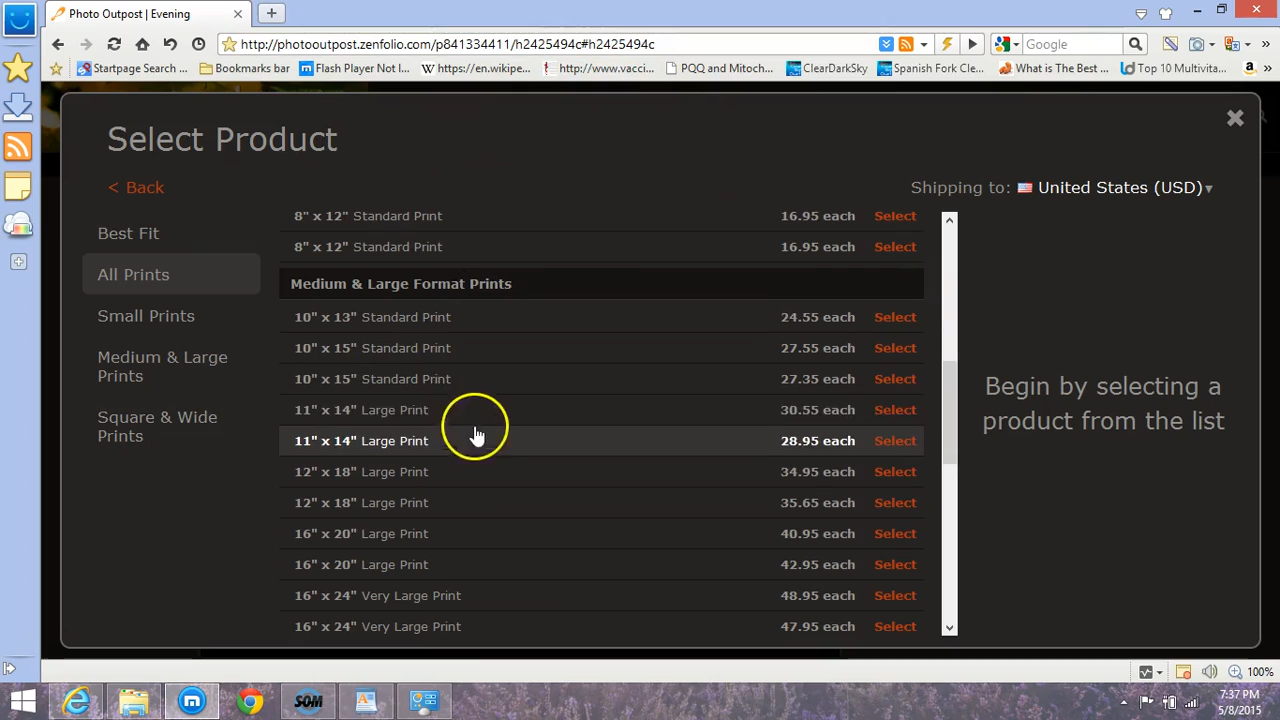 Photo Outpost | Evening
http://photooutpost.zenfolio.com/p841334411/h2425494c#h2425494c
Google
Startpage Search ...
Bookmarks bar
Flash Player Not I...
https://en.wikipe...
http://www.vacci...
PQQ and Mitoch...
ClearDarkSky
Spanish Fork Cle...
What is The Best ...
Top 10 Multivita...
Select Product
< Back
Shipping to: United States (USD)
Best Fit
All Prints
Small Prints
Medium & Large
Prints
Square & Wide
Prints
8" x 12" Standard Print 16.95 each Select
8" x 12" Standard Print 16.95 each Select
Medium & Large Format Prints
10" x 13" Standard Print 24.55 each Select
10" x 15" Standard Print 27.55 each Select
10" x 15" Standard Print 27.35 each Select
11" x 14" Large Print 30.55 each Select
11" x 14" Large Print 28.95 each Select
12" x 18" Large Print 34.95 each Select
12" x 18" Large Print 35.65 each Select
16" x 20" Large Print 40.95 each Select
16" x 20" Large Print 42.95 each Select
16" x 24" Very Large Print 48.95 each Select
16" x 24" Very Large Print 47.95 each Select
Begin by selecting a
product from the list
100%
SOM
7:37 PM
5/8/2015